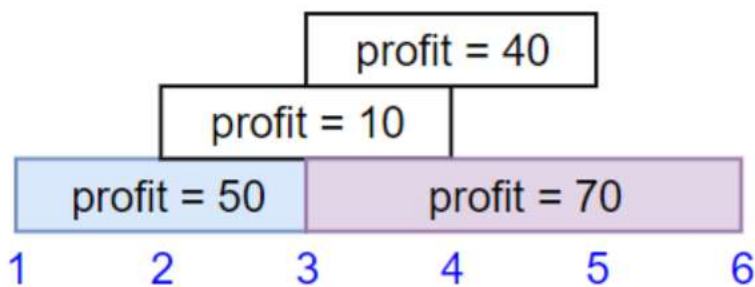 profit = 40
profit = 10
profit = 50 profit = 70
1 2 3 4 5 6